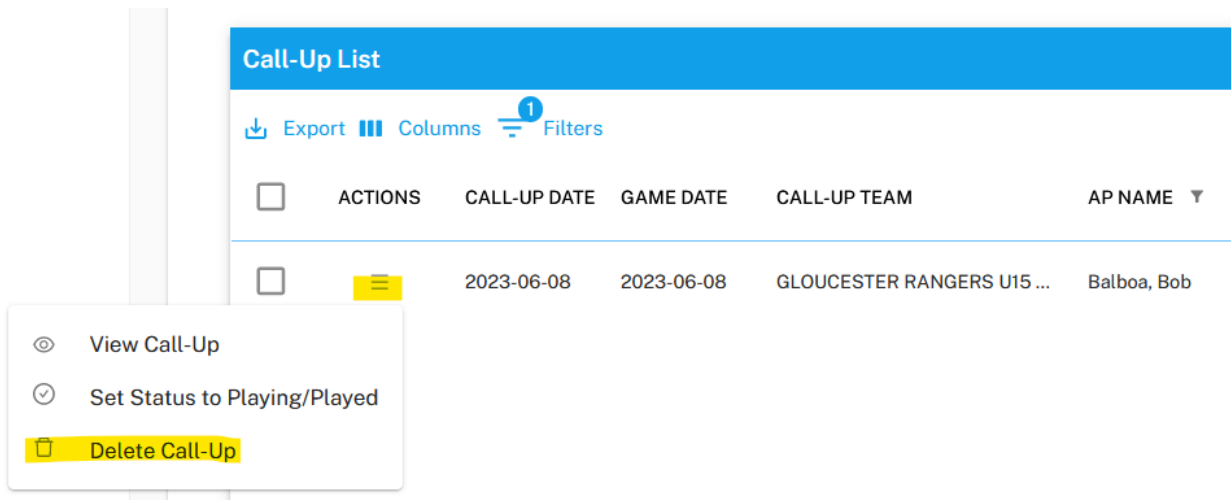 Call-Up List
1
Export Columns Filters
ACTIONS CALL-UP DATE GAME DATE CALL-UP TEAM AP NAME
2023-06-08 2023-06-08 GLOUCESTER RANGERS U15 ... Balboa, Bob
View Call-Up
Set Status to Playing/Played
Delete Call-Up